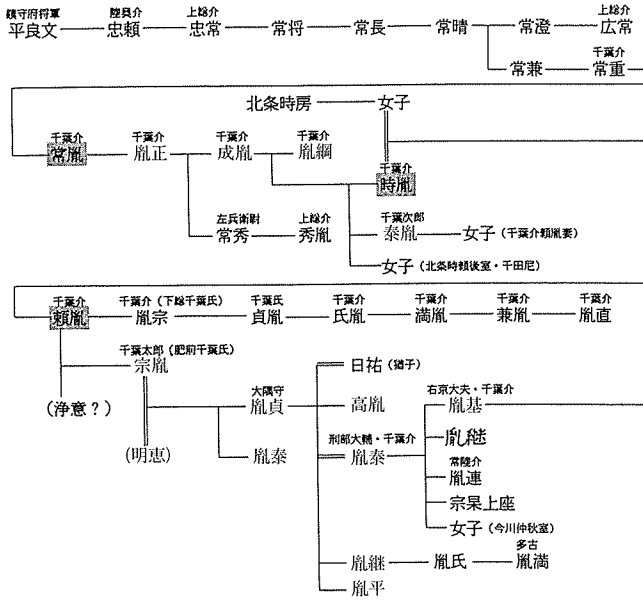 鎮守府将軍 陸奥介 上総介 上総介
平良文 忠頼 忠常 常将 常長 常晴 常澄 広常
千葉介
常兼 常重
北条時房 女子
千葉介 千葉介 千葉介 千葉介
常胤 胤正 成胤 胤綱
千葉介
時胤
左兵衛尉 上総介 千葉次郎
常秀 秀胤 泰胤 女子(千葉介頼胤妻)
女子(北条時頼後室・千田尼)
千葉介 千葉介(下総千葉氏) 千葉氏 千葉介 千葉介 千葉介 千葉介
頼胤 胤宗 貞胤 氏胤 満胤 兼胤 胤直
千葉太郎(肥前千葉氏)
宗胤 日祐(猶子)
大隅守 右京大夫・千葉介
(浄意?) 胤貞 高胤 胤基
刑部大輔・千葉介
(明恵) 胤泰 胤泰 胤継
常陸介
胤連
宗杲上座
女子(今川仲秋室)
多古
胤継 胤氏 胤満
胤平